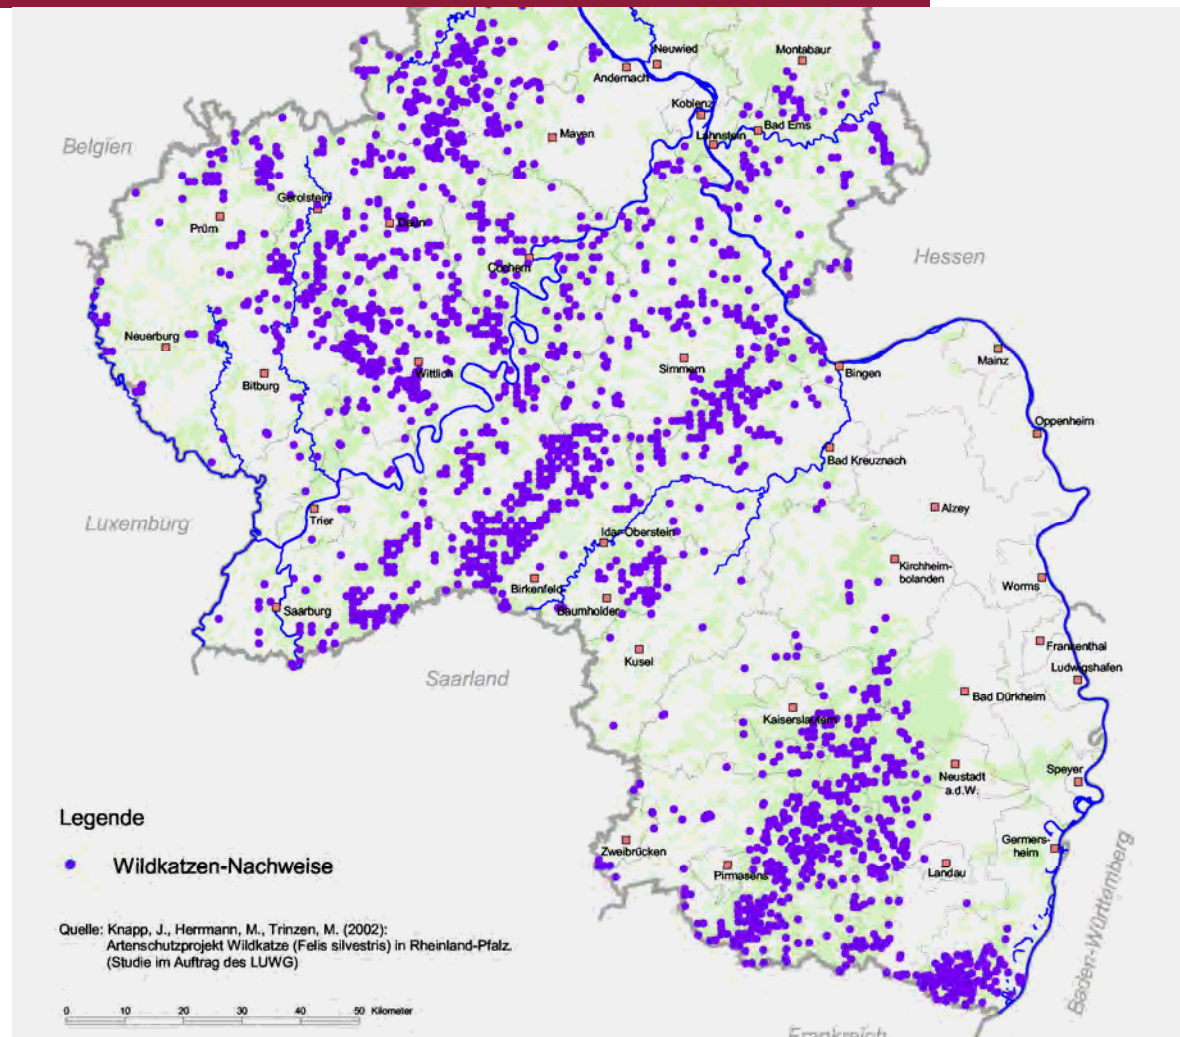 Neuwied
Montabaur
Andernach
Koblenz
Bad Ems
Mayen
Lahnstein
Belgien
Gerolstein
Prüm
Daun
Hessen
Cochem
Neuerburg
Mainz
Simmern
Bingen
Wittlich
Bitburg
Oppenheim
Bad Kreuznach
Alzey
Luxemburg
Trier
Idar-Oberstein
Kirchheim-
bolanden
Birkenfeld
Worms
Saarburg
Baumholder
Frankenthal
Kusel
Ludwigshafen
Saarland
Bad Dürkheim
Kaiserslautern
Speyer
Neustadt
a.d.W.
Legende
Germers-
heim
Zweibrücken
Wildkatzen-Nachweise
Pirmasens
Landau
Baden-Württemberg
Quelle: Knapp, J., Herrmann, M., Trinzen, M. (2002):
Artenschutzprojekt Wildkatze (Felis silvestris) in Rheinland-Pfalz.
(Studie im Auftrag des LUWG)
0 10 20 30 40 50 Kilometer
Frankreich